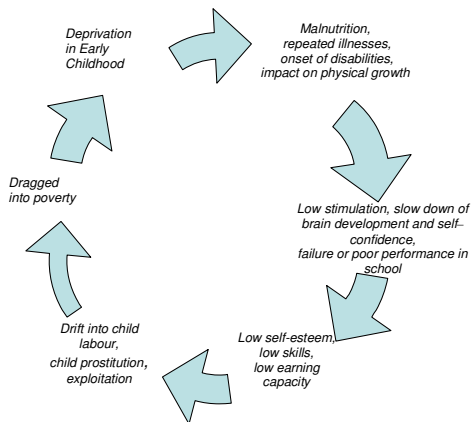 Deprivation
in Early
Childhood
Malnutrition,
repeated illnesses,
onset of disabilities,
impact on physical growth
Low stimulation, slow down of
brain development and self–
confidence,
failure or poor performance in
school
Low self-esteem,
low skills,
low earning
capacity
Drift into child
labour,
child prostitution,
exploitation
Dragged
into poverty